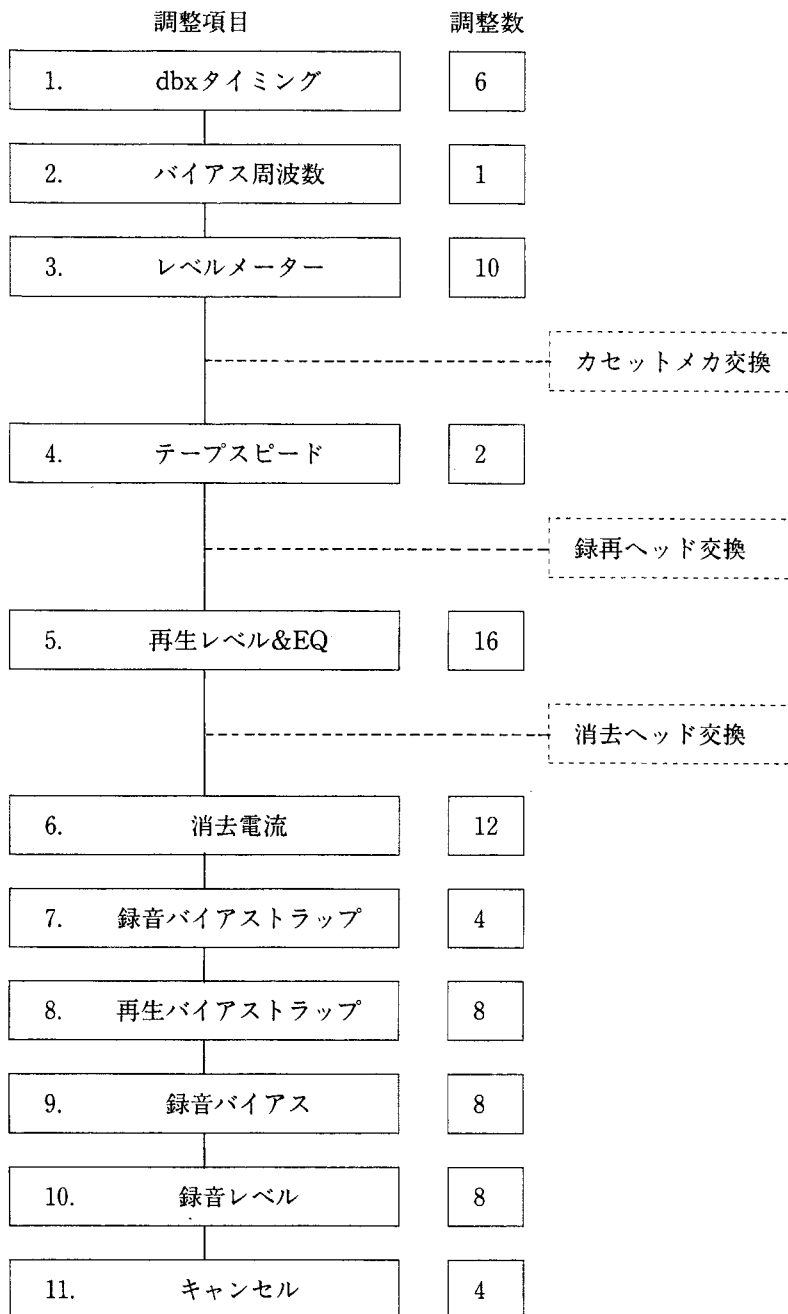 調整項目 調整数
1. dbxタイミング 6
2. バイアス周波数 1
3. レベルメーター 10
カセットメカ交換
4. テープスピード 2
録再ヘッド交換
5. 再生レベル&EQ 16
消去ヘッド交換
6. 消去電流 12
7. 録音バイアストラップ 4
8. 再生バイアストラップ 8
9. 録音バイアス 8
10. 録音レベル 8
11. キャンセル 4